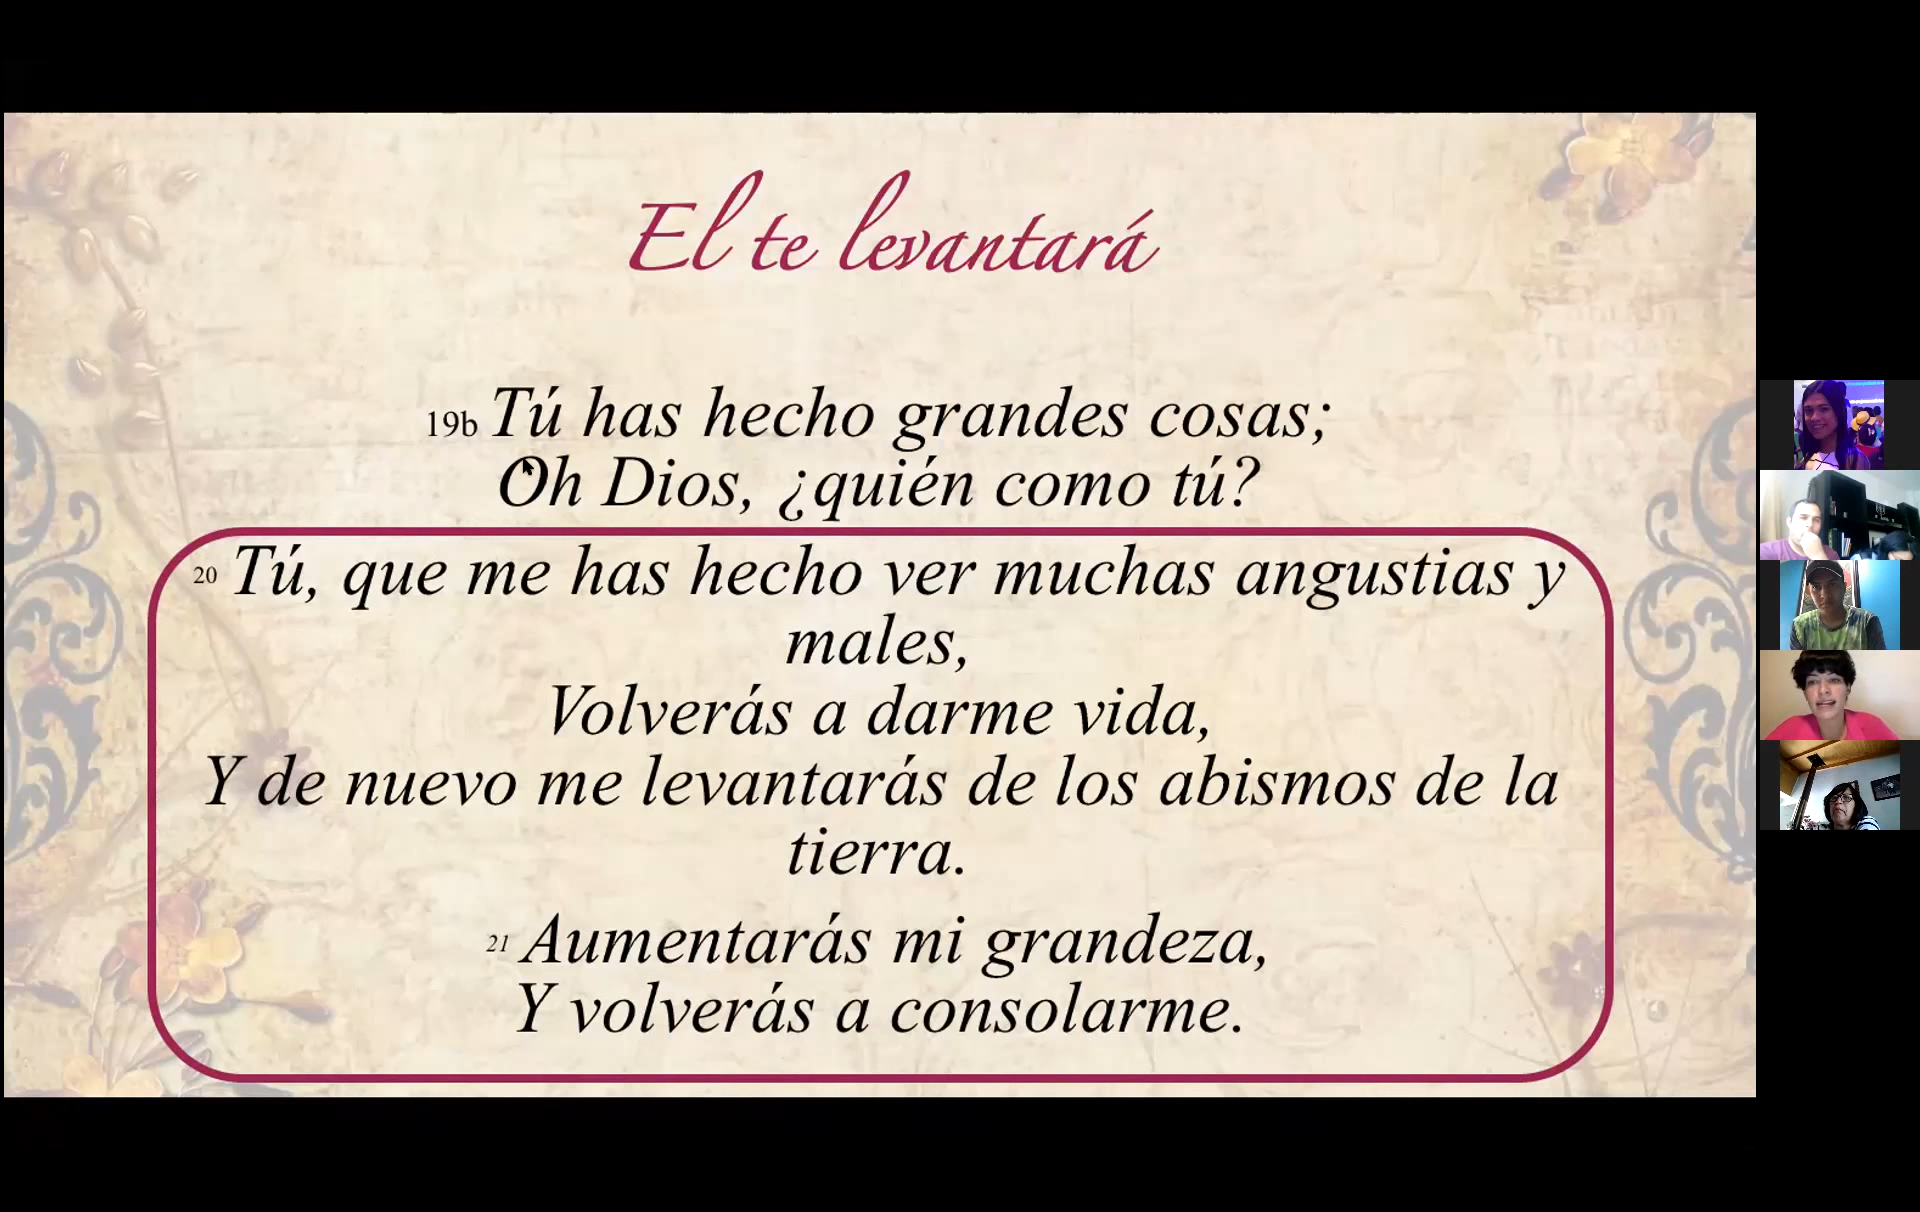 El te levantará
19b Tú has hecho grandes cosas;
Oh Dios, ¿quién como tú?
20 Tú, que me has hecho ver muchas angustias y
males,
Volverás a darme vida,
Y de nuevo me levantarás de los abismos de la
tierra.
21 Aumentarás mi grandeza,
Y volverás a consolarme.